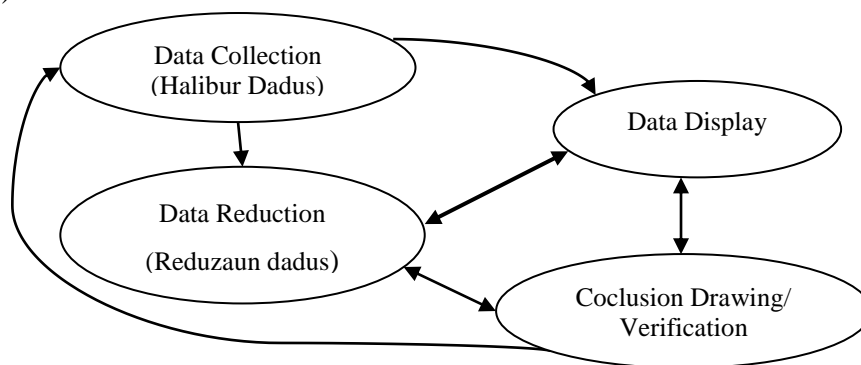 )
Data Collection
(Halibur Dadus)
Data Display
Data Reduction
(Reduzaun dadus)
Coclusion Drawing/
Verification